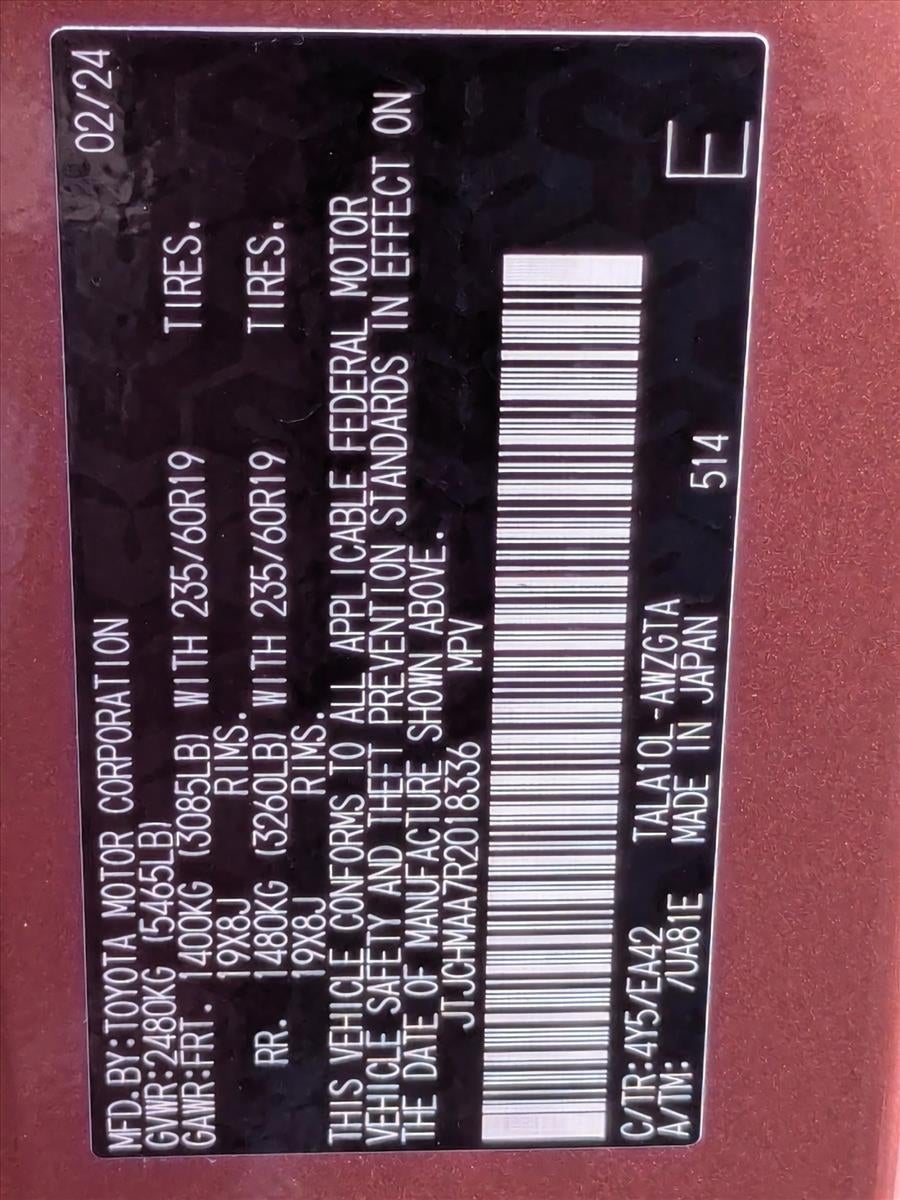 02/24
MFD.BY:TOYOTA MOTOR CORPORATION
GVWR:2480KG (5465LB)
GAWR:FRT. 1400KG (3085LB) WITH 235/60R19 TIRES.
19X8J RIMS.
RR. 1480KG (3260LB) WITH 235/60R19 TIRES.
19X8J RIMS.
THIS VEHICLE CONFORMS TO ALL APPLICABLE FEDERAL MOTOR
VEHICLE SAFETY AND THEFT PREVENTION STANDARDS IN EFFECT ON
THE DATE OF MANUFACTURE SHOWN ABOVE.
JTJCHMAA7R2018336 MPV
C/TR:4Y5/EA42 TALA10L-AWZGTA
A/TM: /UA81E MADE IN JAPAN 514
E